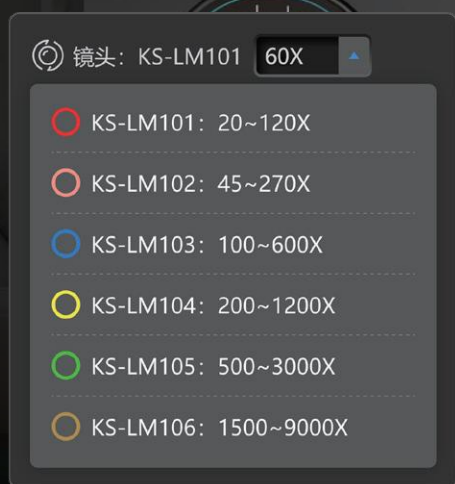 镜头：KS-LM101 60X
KS-LM101：20~120X
KS-LM102：45~270X
KS-LM103：100~600X
KS-LM104：200~1200X
KS-LM105：500~3000X
KS-LM106：1500~9000X